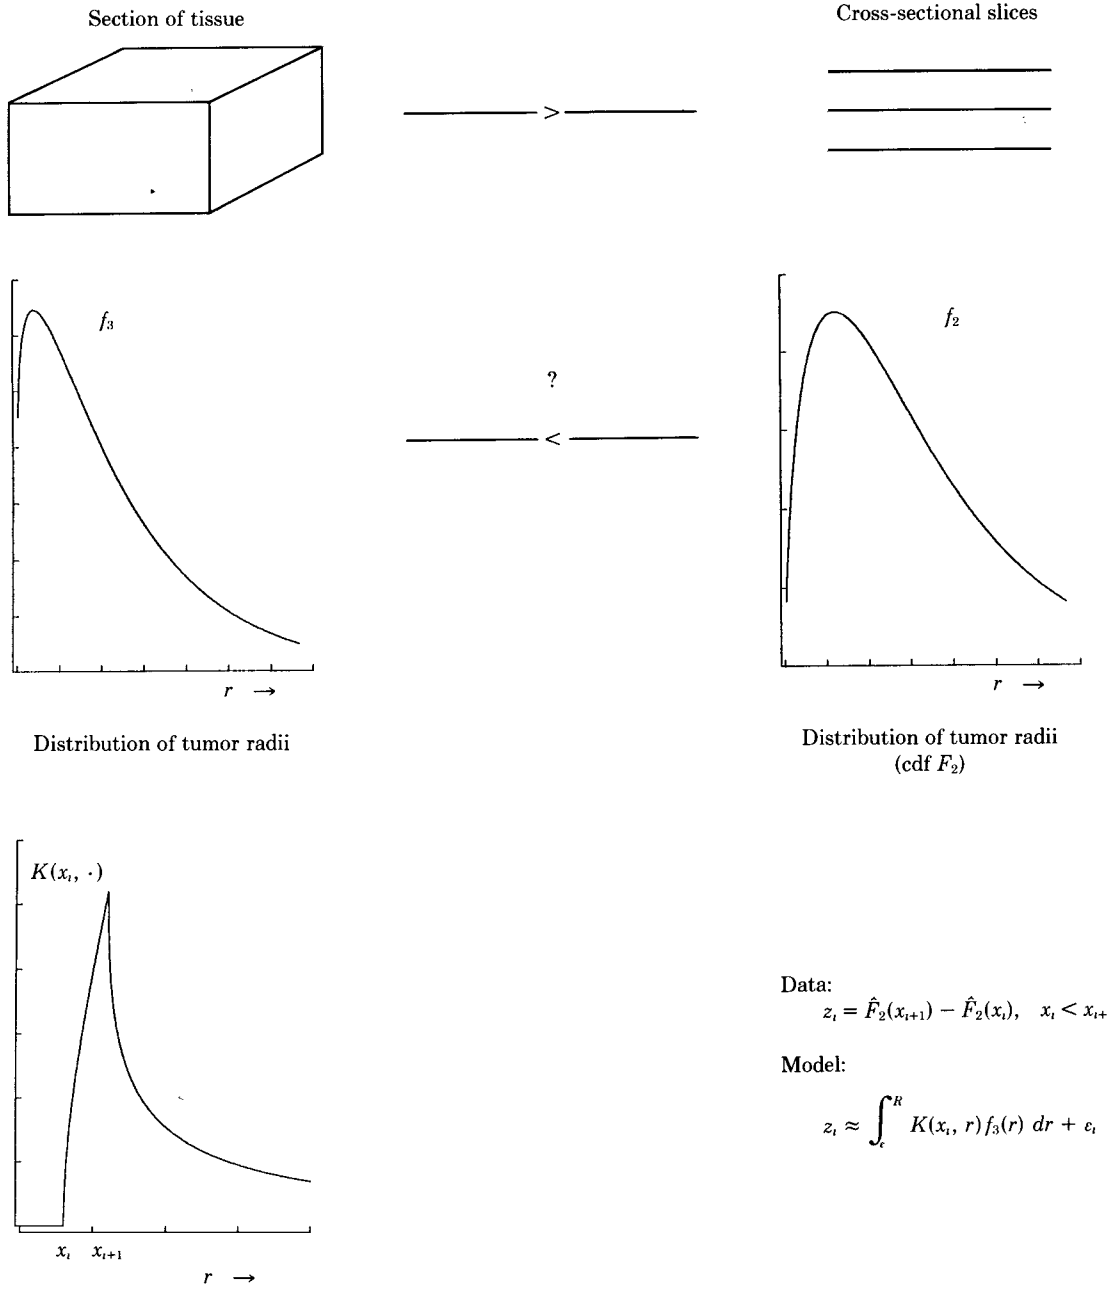 Section of tissue
Cross-sectional slices
>
f₃
f₂
?
<
r →
r →
Distribution of tumor radii
Distribution of tumor radii
(cdf F₂)
K(xᵢ, ·)
xᵢ xᵢ₊₁
r →
Data:
zᵢ = F̂₂(xᵢ₊₁) − F̂₂(xᵢ), xᵢ < xᵢ₊
Model:
zᵢ ≈ ∫_ε^R K(xᵢ, r)f₃(r) dr + εᵢ